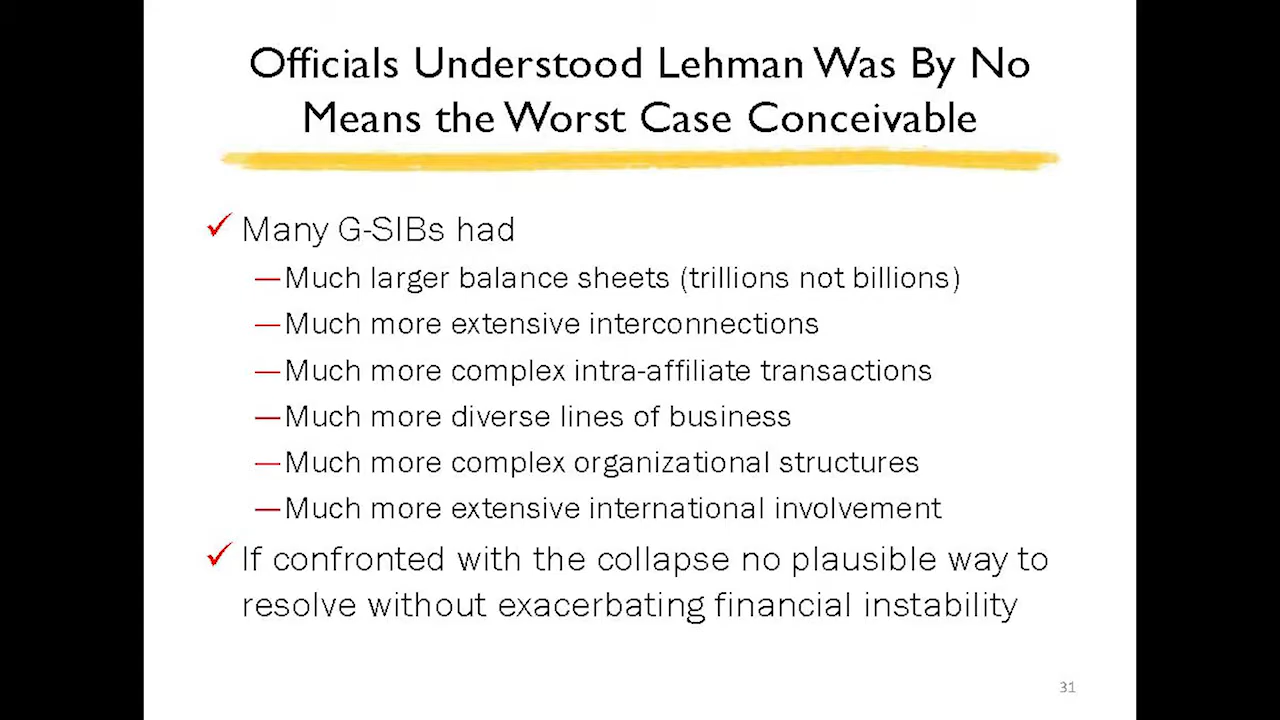 Officials Understood Lehman Was By No
Means the Worst Case Conceivable
✓ Many G-SIBs had
—Much larger balance sheets (trillions not billions)
—Much more extensive interconnections
—Much more complex intra-affiliate transactions
—Much more diverse lines of business
—Much more complex organizational structures
—Much more extensive international involvement
✓ If confronted with the collapse no plausible way to
resolve without exacerbating financial instability
31